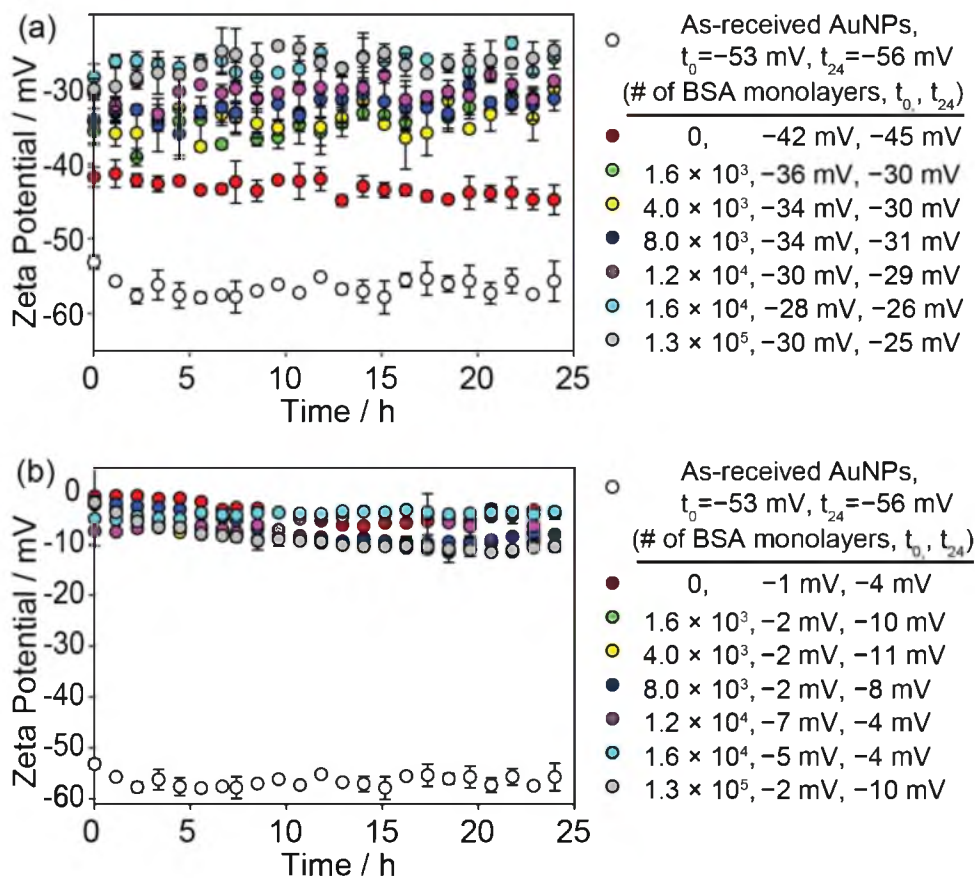 (a)
Zeta Potential / mV
-30
-40
-50
-60
0
5
10
15
20
25
Time / h
As-received AuNPs,
t₀=−53 mV, t₂₄=−56 mV
(# of BSA monolayers, t₀, t₂₄)
0, −42 mV, −45 mV
1.6 × 10³, −36 mV, −30 mV
4.0 × 10³, −34 mV, −30 mV
8.0 × 10³, −34 mV, −31 mV
1.2 × 10⁴, −30 mV, −29 mV
1.6 × 10⁴, −28 mV, −26 mV
1.3 × 10⁵, −30 mV, −25 mV
(b)
Zeta Potential / mV
0
-10
-20
-30
-40
-50
-60
0
5
10
15
20
25
Time / h
As-received AuNPs,
t₀=−53 mV, t₂₄=−56 mV
(# of BSA monolayers, t₀, t₂₄)
0, −1 mV, −4 mV
1.6 × 10³, −2 mV, −10 mV
4.0 × 10³, −2 mV, −11 mV
8.0 × 10³, −2 mV, −8 mV
1.2 × 10⁴, −7 mV, −4 mV
1.6 × 10⁴, −5 mV, −4 mV
1.3 × 10⁵, −2 mV, −10 mV